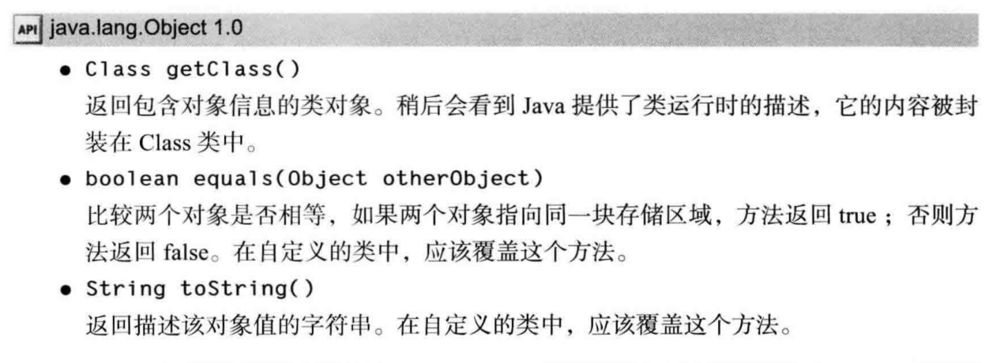 API java.lang.Object 1.0
● Class getClass()
返回包含对象信息的类对象。稍后会看到 Java 提供了类运行时的描述，它的内容被封
装在 Class 类中。
● boolean equals(Object otherObject)
比较两个对象是否相等，如果两个对象指向同一块存储区域，方法返回 true ；否则方
法返回 false。在自定义的类中，应该覆盖这个方法。
● String toString()
返回描述该对象值的字符串。在自定义的类中，应该覆盖这个方法。